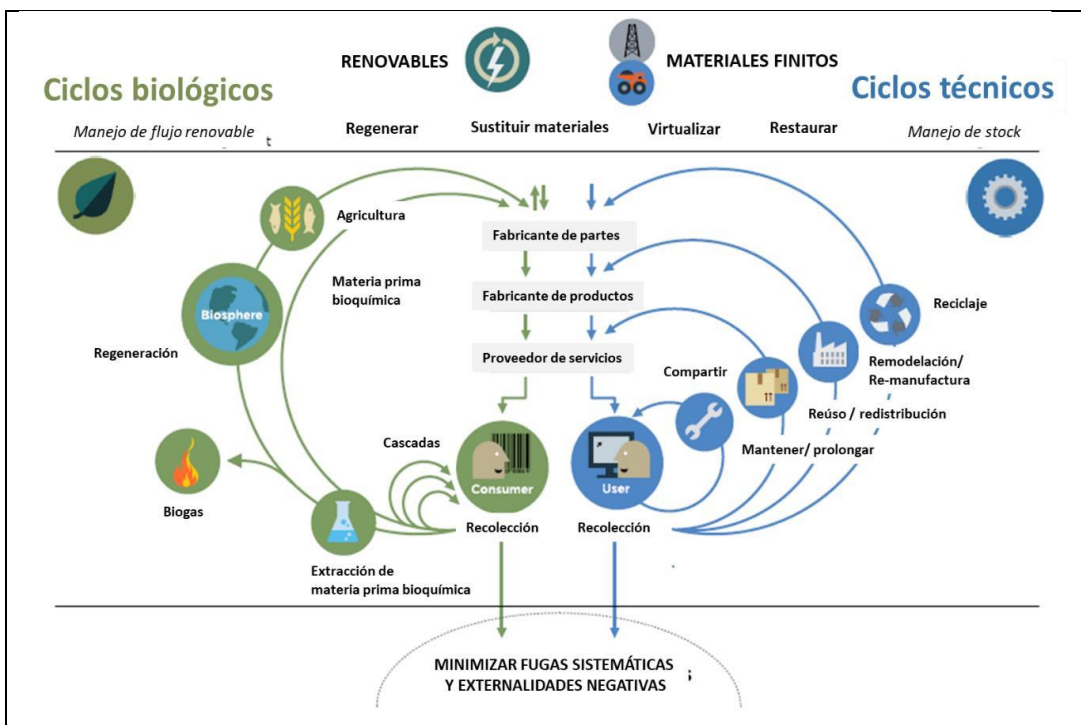 RENOVABLES
MATERIALES FINITOS
Ciclos biológicos
Ciclos técnicos
Manejo de flujo renovable
Regenerar
Sustituir materiales
Virtualizar
Restaurar
Manejo de stock
Agricultura
Fabricante de partes
Materia prima
bioquímica
Fabricante de productos
Biosphere
Reciclaje
Regeneración
Proveedor de servicios
Remodelación/
Re-manufactura
Compartir
Reúso / redistribución
Cascadas
Mantener/ prolongar
Consumer
User
Biogas
Recolección
Recolección
Extracción de
materia prima bioquímica
MINIMIZAR FUGAS SISTEMÁTICAS
Y EXTERNALIDADES NEGATIVAS